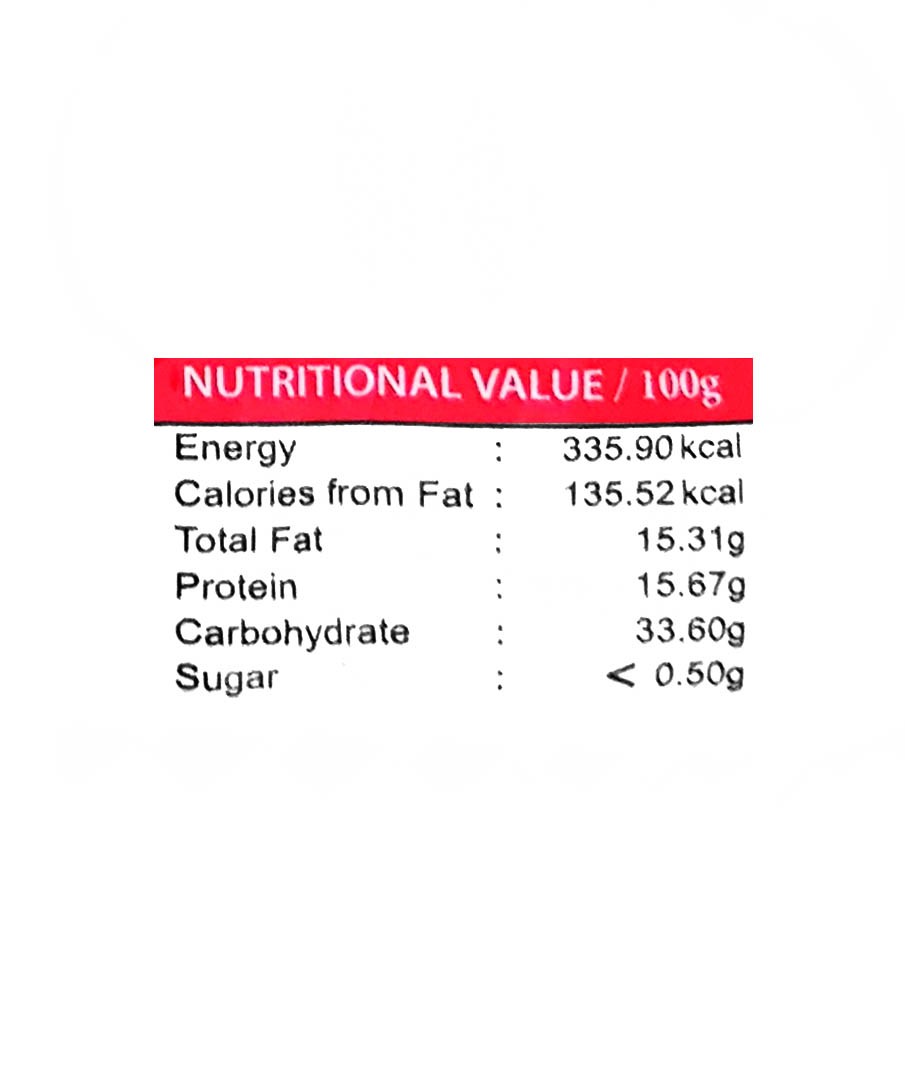 NUTRITIONAL VALUE / 100g
Energy : 335.90 kcal
Calories from Fat : 135.52 kcal
Total Fat : 15.31g
Protein : 15.67g
Carbohydrate : 33.60g
Sugar : < 0.50g